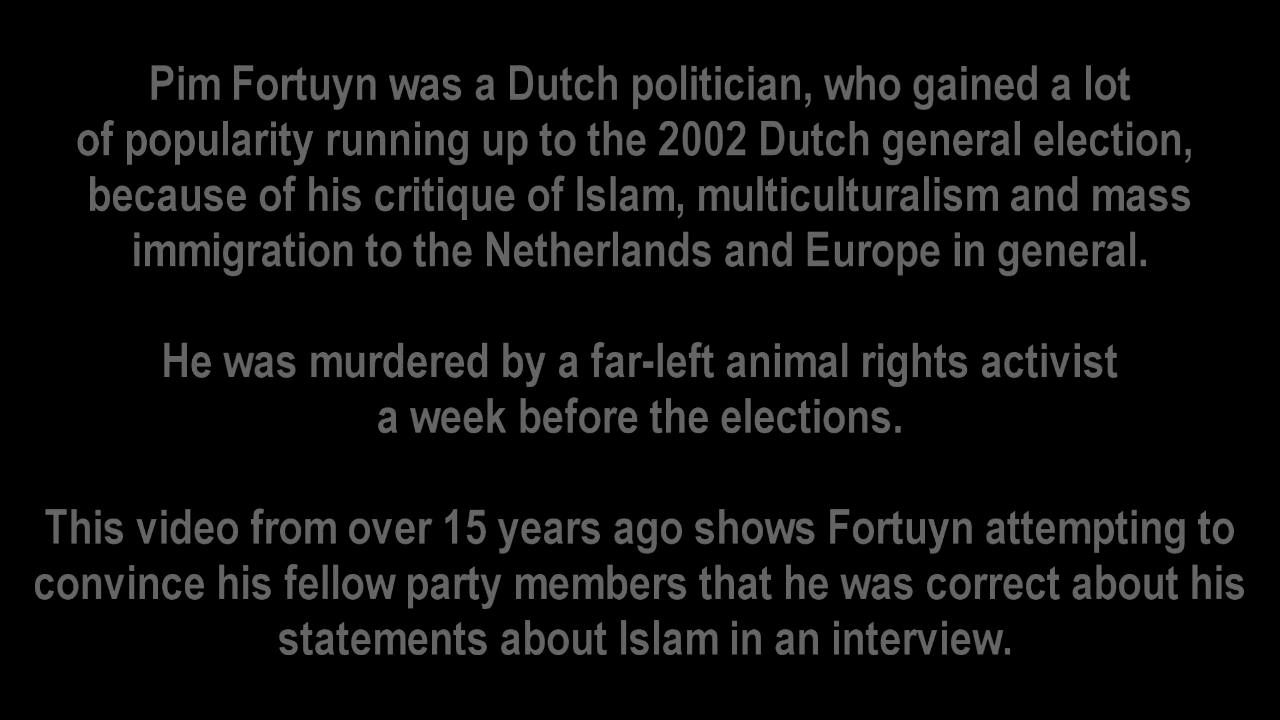 Pim Fortuyn was a Dutch politician, who gained a lot
of popularity running up to the 2002 Dutch general election,
because of his critique of Islam, multiculturalism and mass
immigration to the Netherlands and Europe in general.
He was murdered by a far-left animal rights activist
a week before the elections.
This video from over 15 years ago shows Fortuyn attempting to
convince his fellow party members that he was correct about his
statements about Islam in an interview.